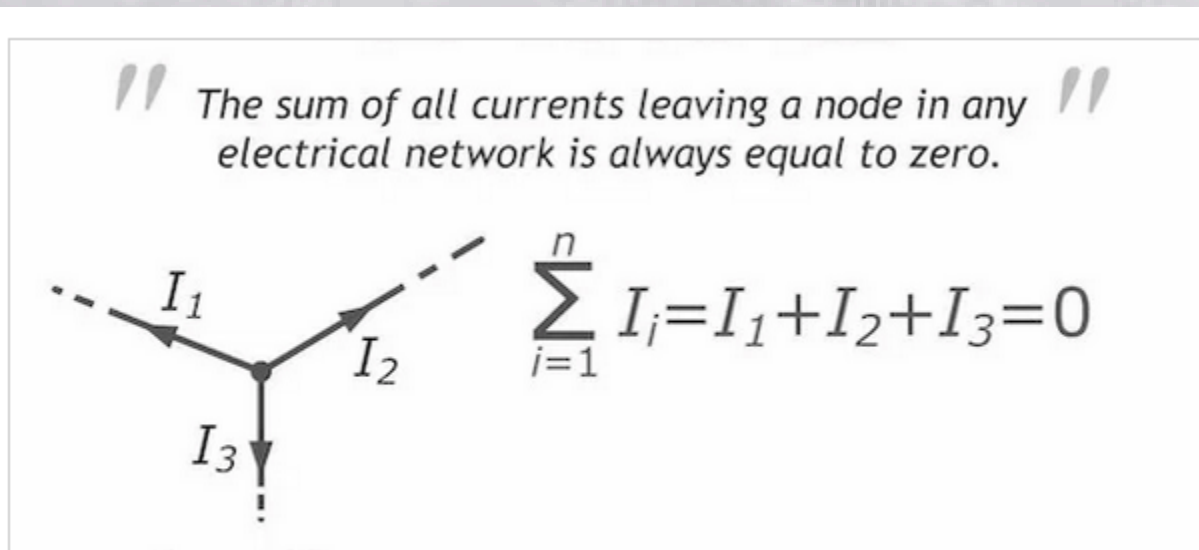 " The sum of all currents leaving a node in any "
electrical network is always equal to zero.
I₁
I₂
I₃
n
∑ Iᵢ=I₁+I₂+I₃=0
i=1